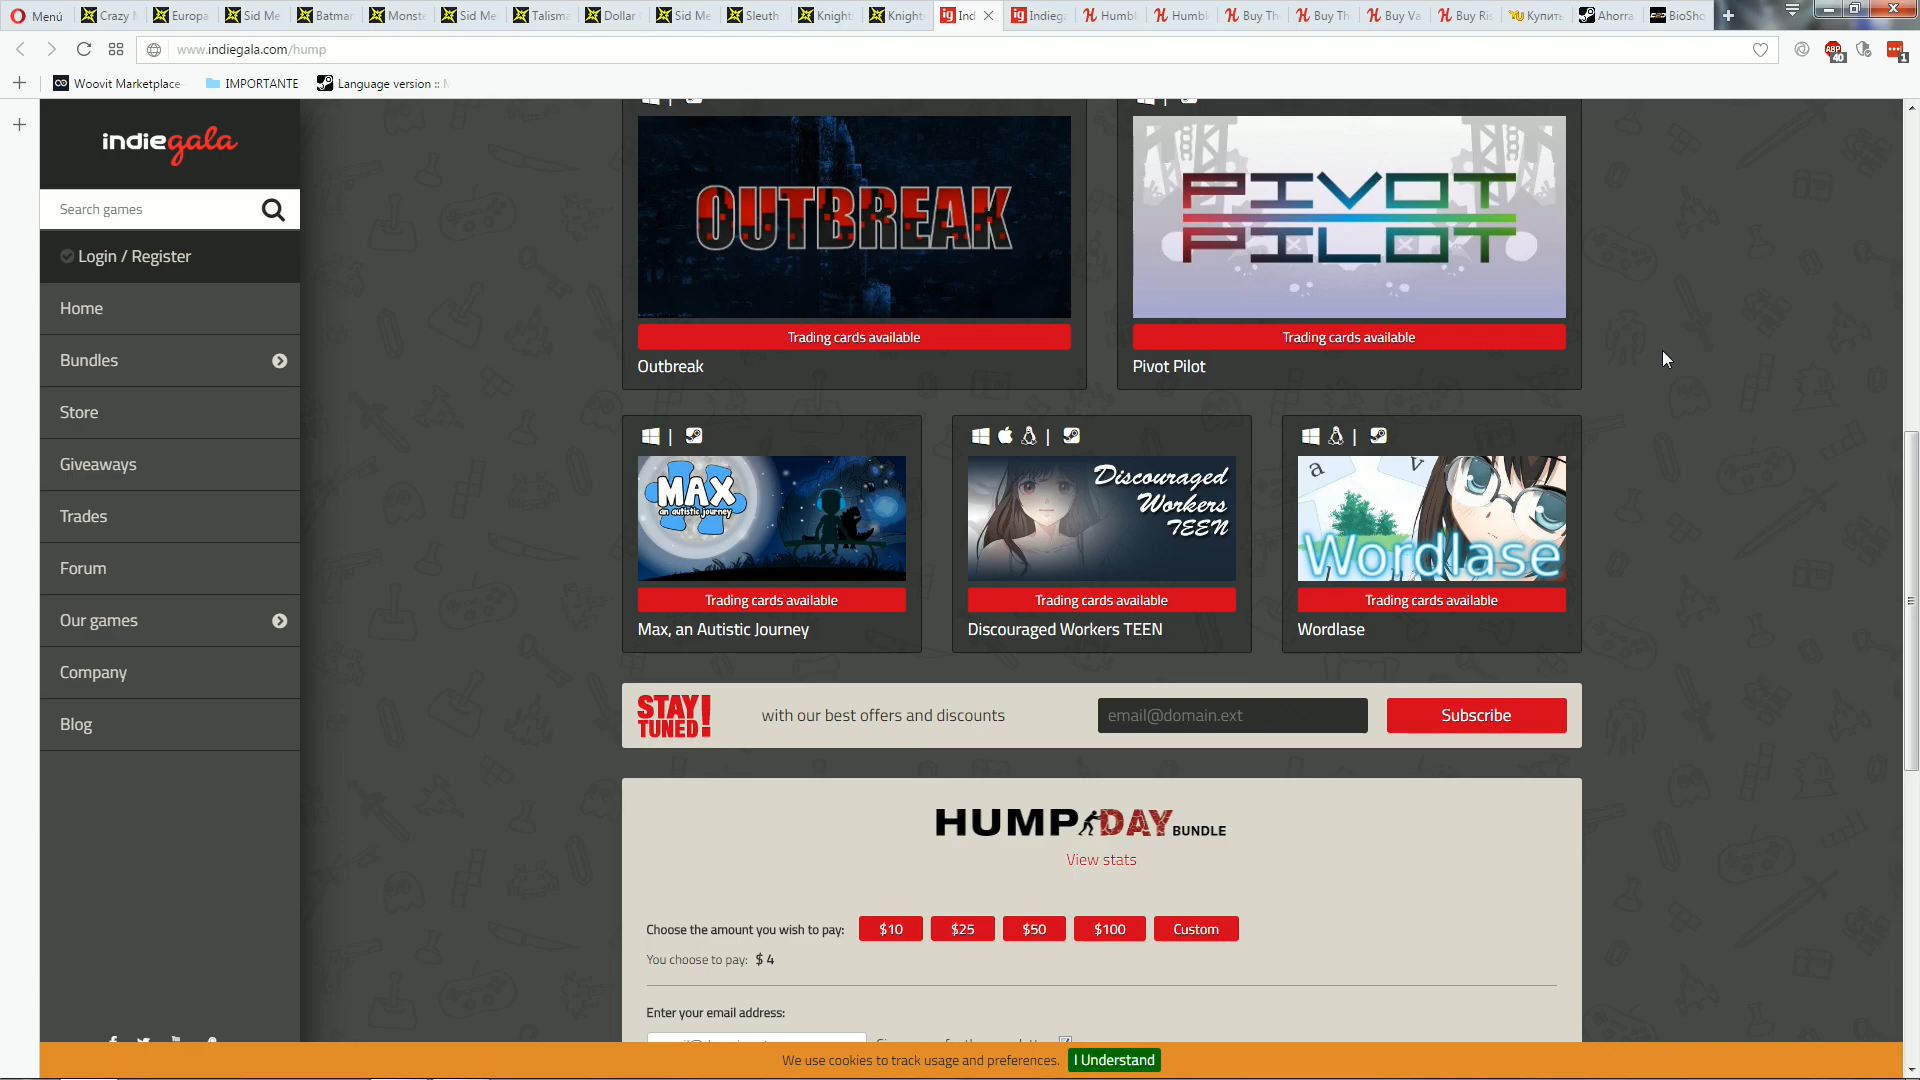 Menú Crazy Europa Sid Me Batmar Monste Sid Me Talisma Dollar Sid Me Sleuth Knight Knight Ind Indiega Humbl Humbl Buy Th Buy Th Buy Va Buy Ris Купить Ahorra BioSho
www.indiegala.com/hump
ABP 40 1
Woovit Marketplace IMPORTANTE Language version ::
indiegala
Search games
Login / Register
Home
Bundles
Store
Giveaways
Trades
Forum
Our games
Company
Blog
OUTBREAK
Trading cards available
Outbreak
PIVOT
PILOT
Trading cards available
Pivot Pilot
MAX
an autistic journey
Trading cards available
Max, an Autistic Journey
Discouraged
Workers
TEEN
Trading cards available
Discouraged Workers TEEN
a v
Wordlase
Trading cards available
Wordlase
STAY
TUNED!
with our best offers and discounts
email@domain.ext
Subscribe
HUMP DAY BUNDLE
View stats
Choose the amount you wish to pay: $10 $25 $50 $100 Custom
You choose to pay: $ 4
Enter your email address:
We use cookies to track usage and preferences. I Understand